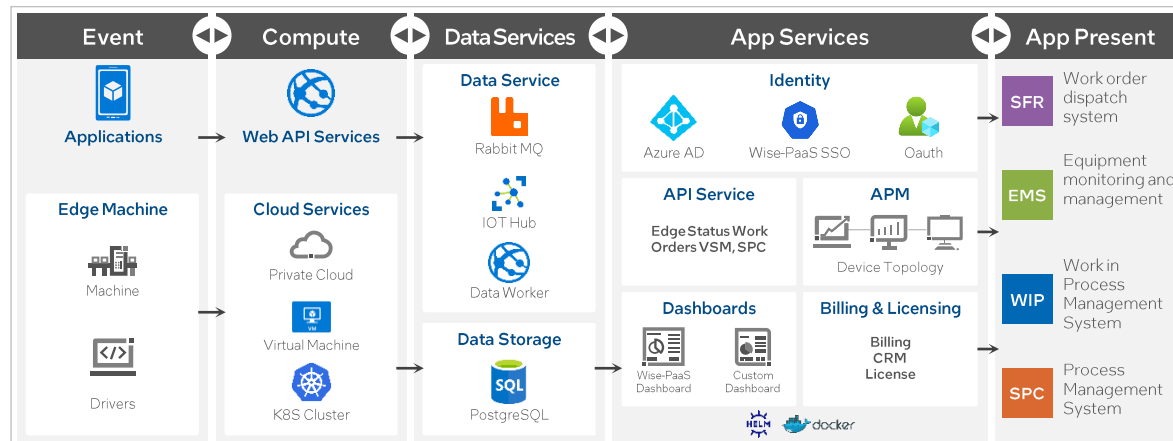 Event
Compute
Data Services
App Services
App Present
Applications
Edge Machine
Machine
Drivers
Web API Services
Cloud Services
Private Cloud
VM
Virtual Machine
K8S Cluster
Data Service
Rabbit MQ
IOT Hub
Data Worker
Data Storage
SQL
PostgreSQL
Identity
Azure AD
Wise-PaaS SSO
Oauth
API Service
Edge Status Work
Orders VSM, SPC
APM
Device Topology
Dashboards
Wise-PaaS
Dashboard
Custom
Dashboard
Billing & Licensing
Billing
CRM
License
HELM
docker
SFR
Work order
dispatch
system
EMS
Equipment
monitoring and
management
WIP
Work in
Process
Management
System
SPC
Process
Management
System